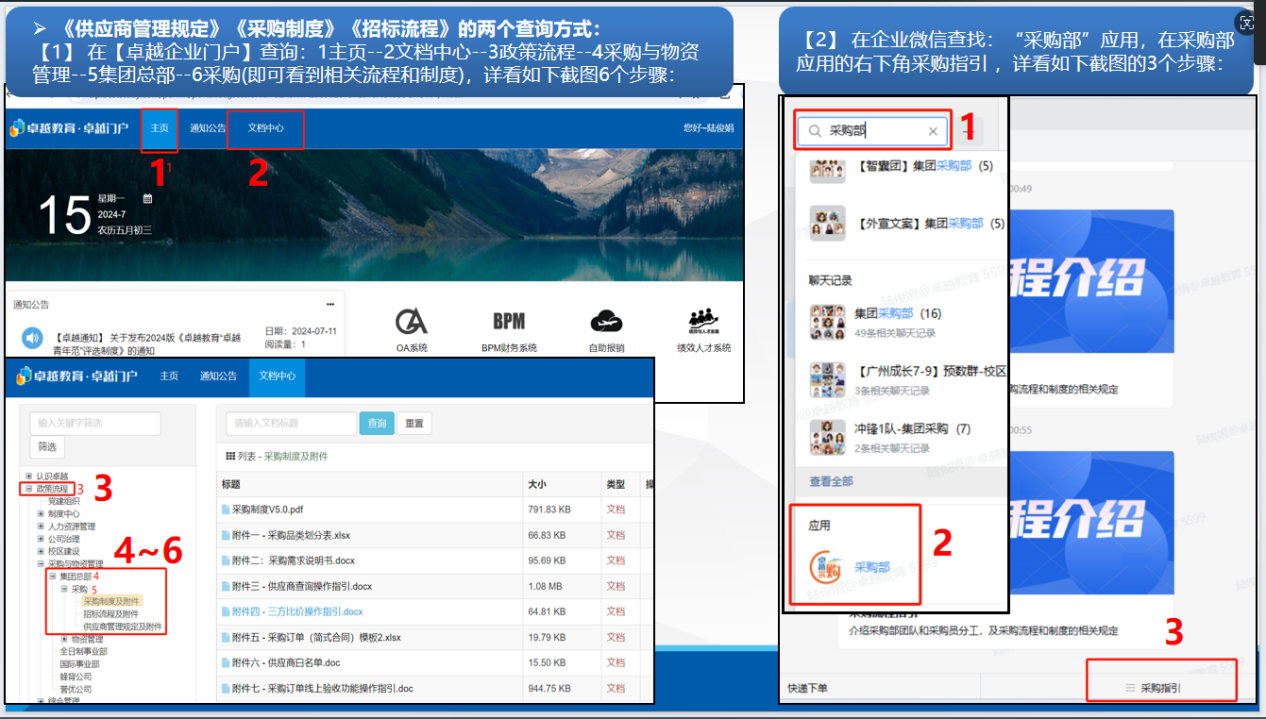 ➢ 《供应商管理规定》《采购制度》《招标流程》的两个查询方式：
【1】 在【卓越企业门户】查询：1主页--2文档中心--3政策流程--4采购与物资
管理--5集团总部--6采购(即可看到相关流程和制度)，详看如下截图6个步骤：
卓越教育·卓越门户 主页 通知公告 文档中心 您好~陆俊娟
1 1 2
15 星期一
2024-7
农历五月初三
通知公告 ...
【卓越通知】 关于发布2024版《卓越教育“卓越
青年范”评选制度》的通知
日期：2024-07-11
阅读量：1
OA系统 BPM BPM财务系统 自助报销 绩效人才系统
卓越教育·卓越门户 主页 通知公告 文档中心
输入关键字筛选
筛选
认识卓越
政策流程 3 3
党建组织
制度中心
人力资源管理
公司治理
校区建设
4~6
采购与物资管理
集团总部 4
采购 5
采购制度及附件
招标流程及附件
供应商管理规定及附件
物资管理
全日制事业部
国际事业部
蜂背公司
普优公司
综合管理
请输入文档标题 查询 重置
列表 - 采购制度及附件
标题 大小 类型
采购制度V5.0.pdf 791.83 KB 文档
附件一 - 采购品类划分表.xlsx 66.83 KB 文档
附件二：采购需求说明书.docx 95.69 KB 文档
附件三 - 供应商查询操作指引.docx 1.08 MB 文档
附件四 - 三方比价操作指引.docx 64.81 KB 文档
附件五 - 采购订单（简式合同）模板2.xlsx 19.79 KB 文档
附件六 - 供应商白名单.doc 15.50 KB 文档
附件七 - 采购订单线上验收功能操作指引.doc 944.75 KB 文档
【2】 在企业微信查找：“采购部”应用，在采购部
应用的右下角采购指引 ，详看如下截图的3个步骤：
采购部 1
【智囊团】集团采购部 (5)
00:49
【外宣文案】集团采购部 (5)
聊天记录
集团采购部 (16)
49条相关聊天记录
【广州成长7-9】预数群-校区
3条相关聊天记录
冲锋1队-集团采购 (7)
2条相关聊天记录
查看全部
应用
卓越采购
采购部
2
程介绍
购流程和制度的相关规定
00:55
程介绍
介绍采购部团队和采购员分工，及采购流程和制度的相关规定
3
快速下单 采购指引